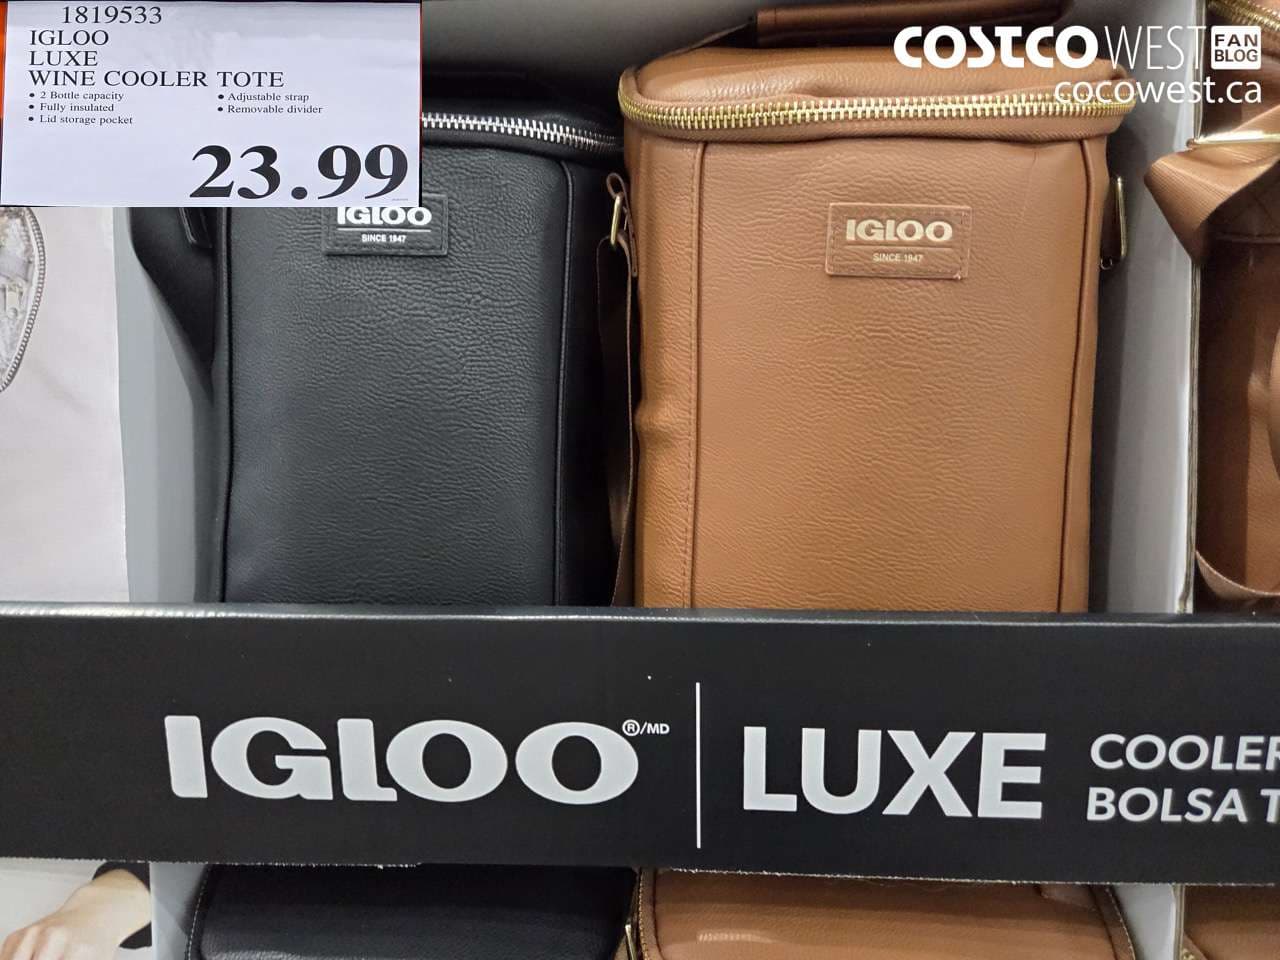 1819533
IGLOO
LUXE
WINE COOLER TOTE
• 2 Bottle capacity
• Fully insulated
• Lid storage pocket
• Adjustable strap
• Removable divider
23.99
COSTCO WEST FAN BLOG
cocowest.ca
IGLOO
SINCE 1947
IGLOO
SINCE 1947
IGLOO®/MD
LUXE
COOLER
BOLSA T